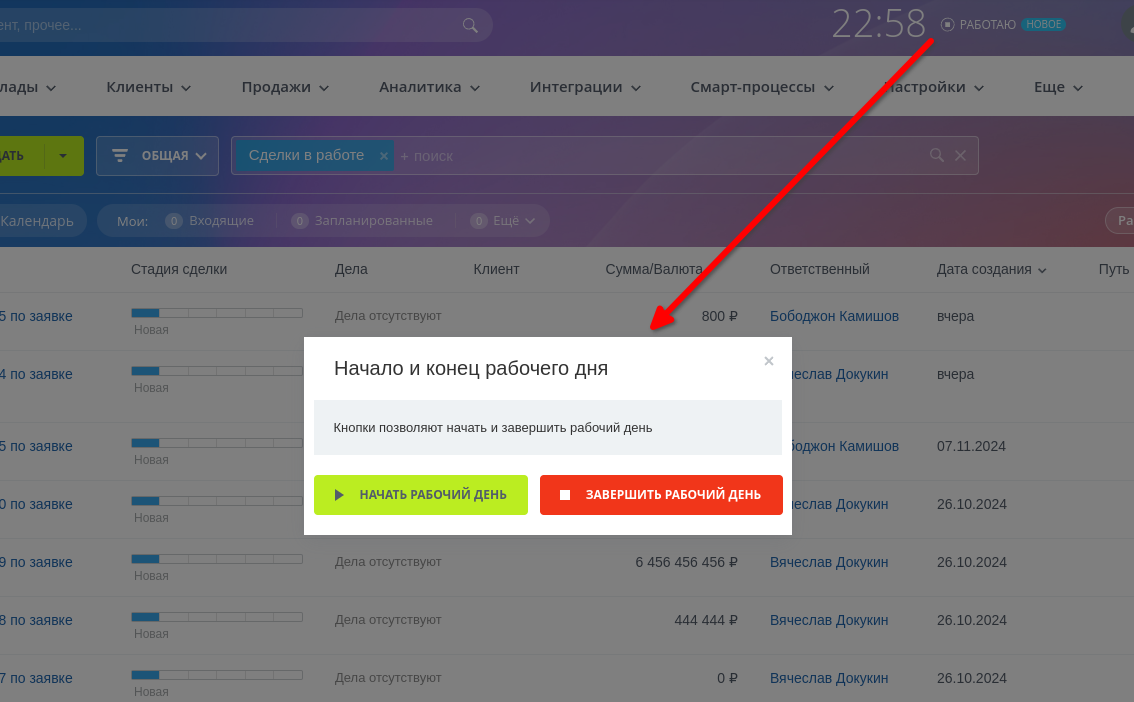 ент, прочее...
22:58
РАБОТАЮ НОВОЕ
лады Клиенты Продажи Аналитика Интеграции Смарт-процессы Настройки Еще
ДАТЬ ОБЩАЯ Сделки в работе × + поиск
Календарь Мои: 0 Входящие 0 Запланированные 0 Ещё Ра
Стадия сделки Дела Клиент Сумма/Валюта Ответственный Дата создания Путь
5 по заявке Дела отсутствуют 800 ₽ Бободжон Камишов вчера
Новая
4 по заявке чеслав Докукин вчера
Новая
5 по заявке бободжон Камишов 07.11.2024
Новая
0 по заявке чеслав Докукин 26.10.2024
Новая
9 по заявке Дела отсутствуют 6 456 456 456 ₽ Вячеслав Докукин 26.10.2024
Новая
8 по заявке Дела отсутствуют 444 444 ₽ Вячеслав Докукин 26.10.2024
Новая
7 по заявке Дела отсутствуют 0 ₽ Вячеслав Докукин 26.10.2024
Новая
Начало и конец рабочего дня ×
Кнопки позволяют начать и завершить рабочий день
НАЧАТЬ РАБОЧИЙ ДЕНЬ ЗАВЕРШИТЬ РАБОЧИЙ ДЕНЬ